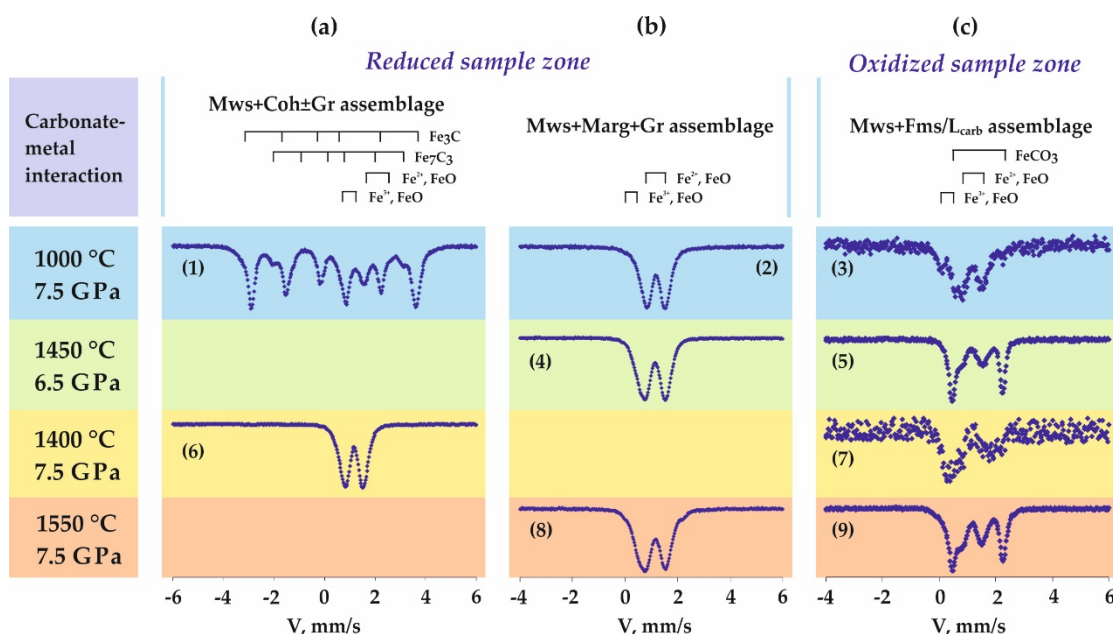 (a) (b) (c)
Reduced sample zone
Oxidized sample zone
Carbonate-
metal
interaction
Mws+Coh±Gr assemblage
Fe₃C
Fe₇C₃
Fe²⁺, FeO
Fe³⁺, FeO
Mws+Marg+Gr assemblage
Fe²⁺, FeO
Fe³⁺, FeO
Mws+Fms/L_carb assemblage
FeCO₃
Fe²⁺, FeO
Fe³⁺, FeO
1000 °C
7.5 GPa
(1) (2) (3)
1450 °C
6.5 GPa
(4) (5)
1400 °C
7.5 GPa
(6) (7)
1550 °C
7.5 GPa
(8) (9)
-6 -4 -2 0 2 4 6
V, mm/s
-4 -2 0 2 4 6
V, mm/s
-4 -2 0 2 4 6
V, mm/s